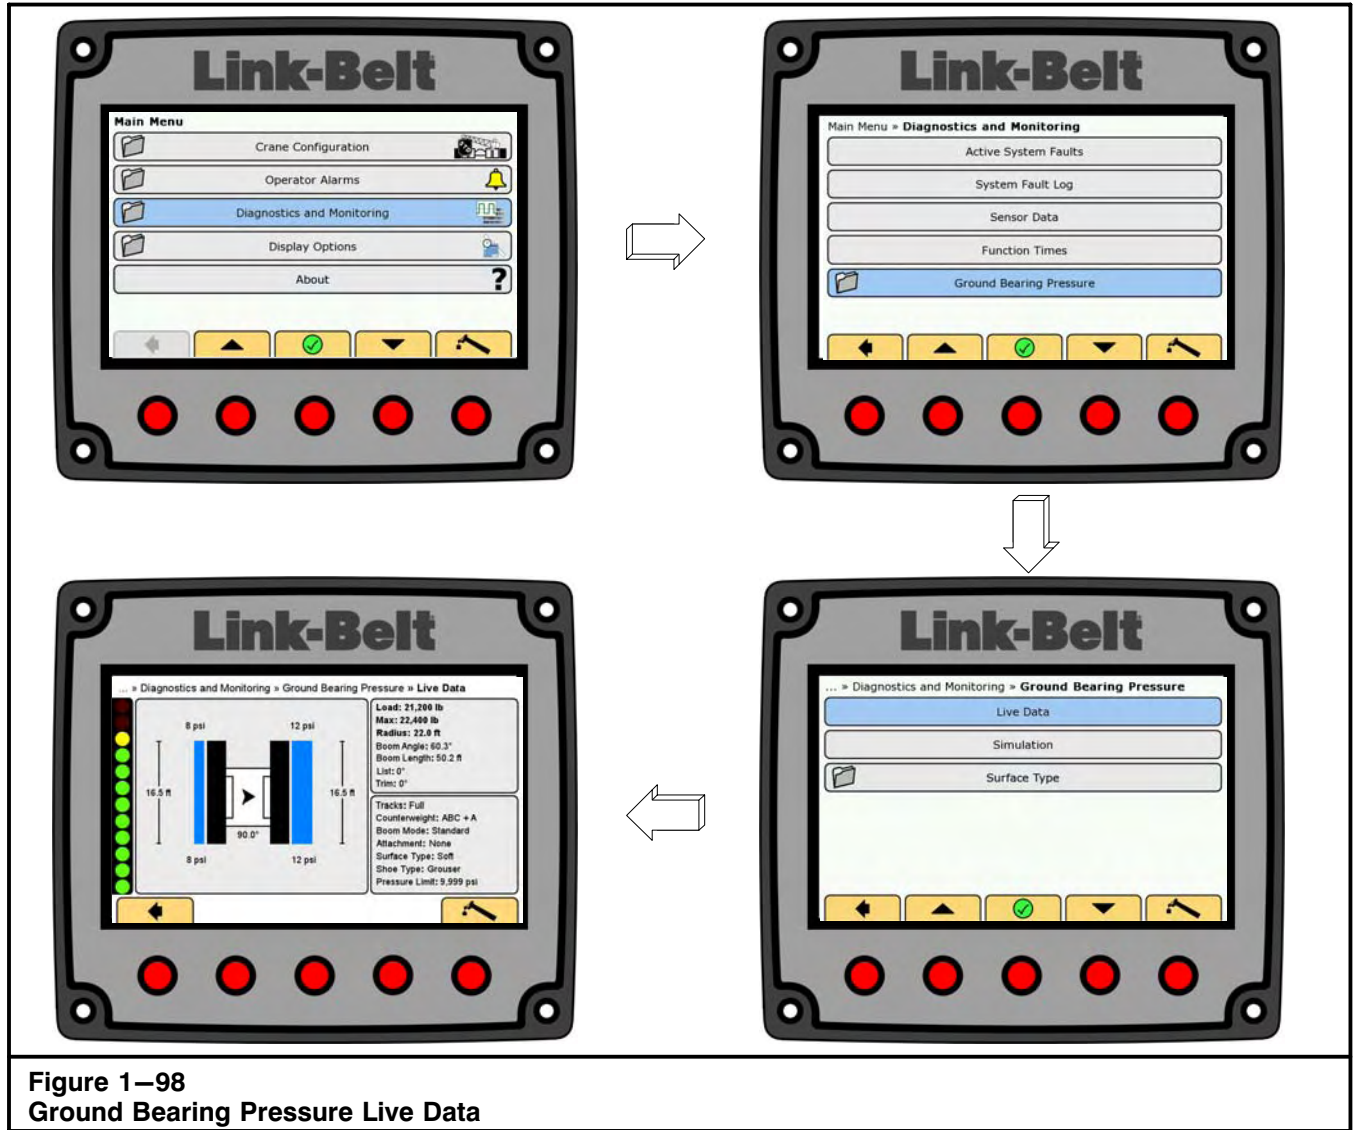 Link-Belt
Main Menu
Crane Configuration
Operator Alarms
Diagnostics and Monitoring
Display Options
About
?
Link-Belt
Main Menu » Diagnostics and Monitoring
Active System Faults
System Fault Log
Sensor Data
Function Times
Ground Bearing Pressure
Link-Belt
... » Diagnostics and Monitoring » Ground Bearing Pressure » Live Data
8 psi
12 psi
16.5 ft
16.5 ft
90.0°
8 psi
12 psi
Load: 21,200 lb
Max: 22,400 lb
Radius: 22.0 ft
Boom Angle: 60.3°
Boom Length: 50.2 ft
List: 0°
Trim: 0°
Tracks: Full
Counterweight: ABC + A
Boom Mode: Standard
Attachment: None
Surface Type: Soft
Shoe Type: Grouser
Pressure Limit: 9,999 psi
Link-Belt
... » Diagnostics and Monitoring » Ground Bearing Pressure
Live Data
Simulation
Surface Type
Figure 1—98
Ground Bearing Pressure Live Data